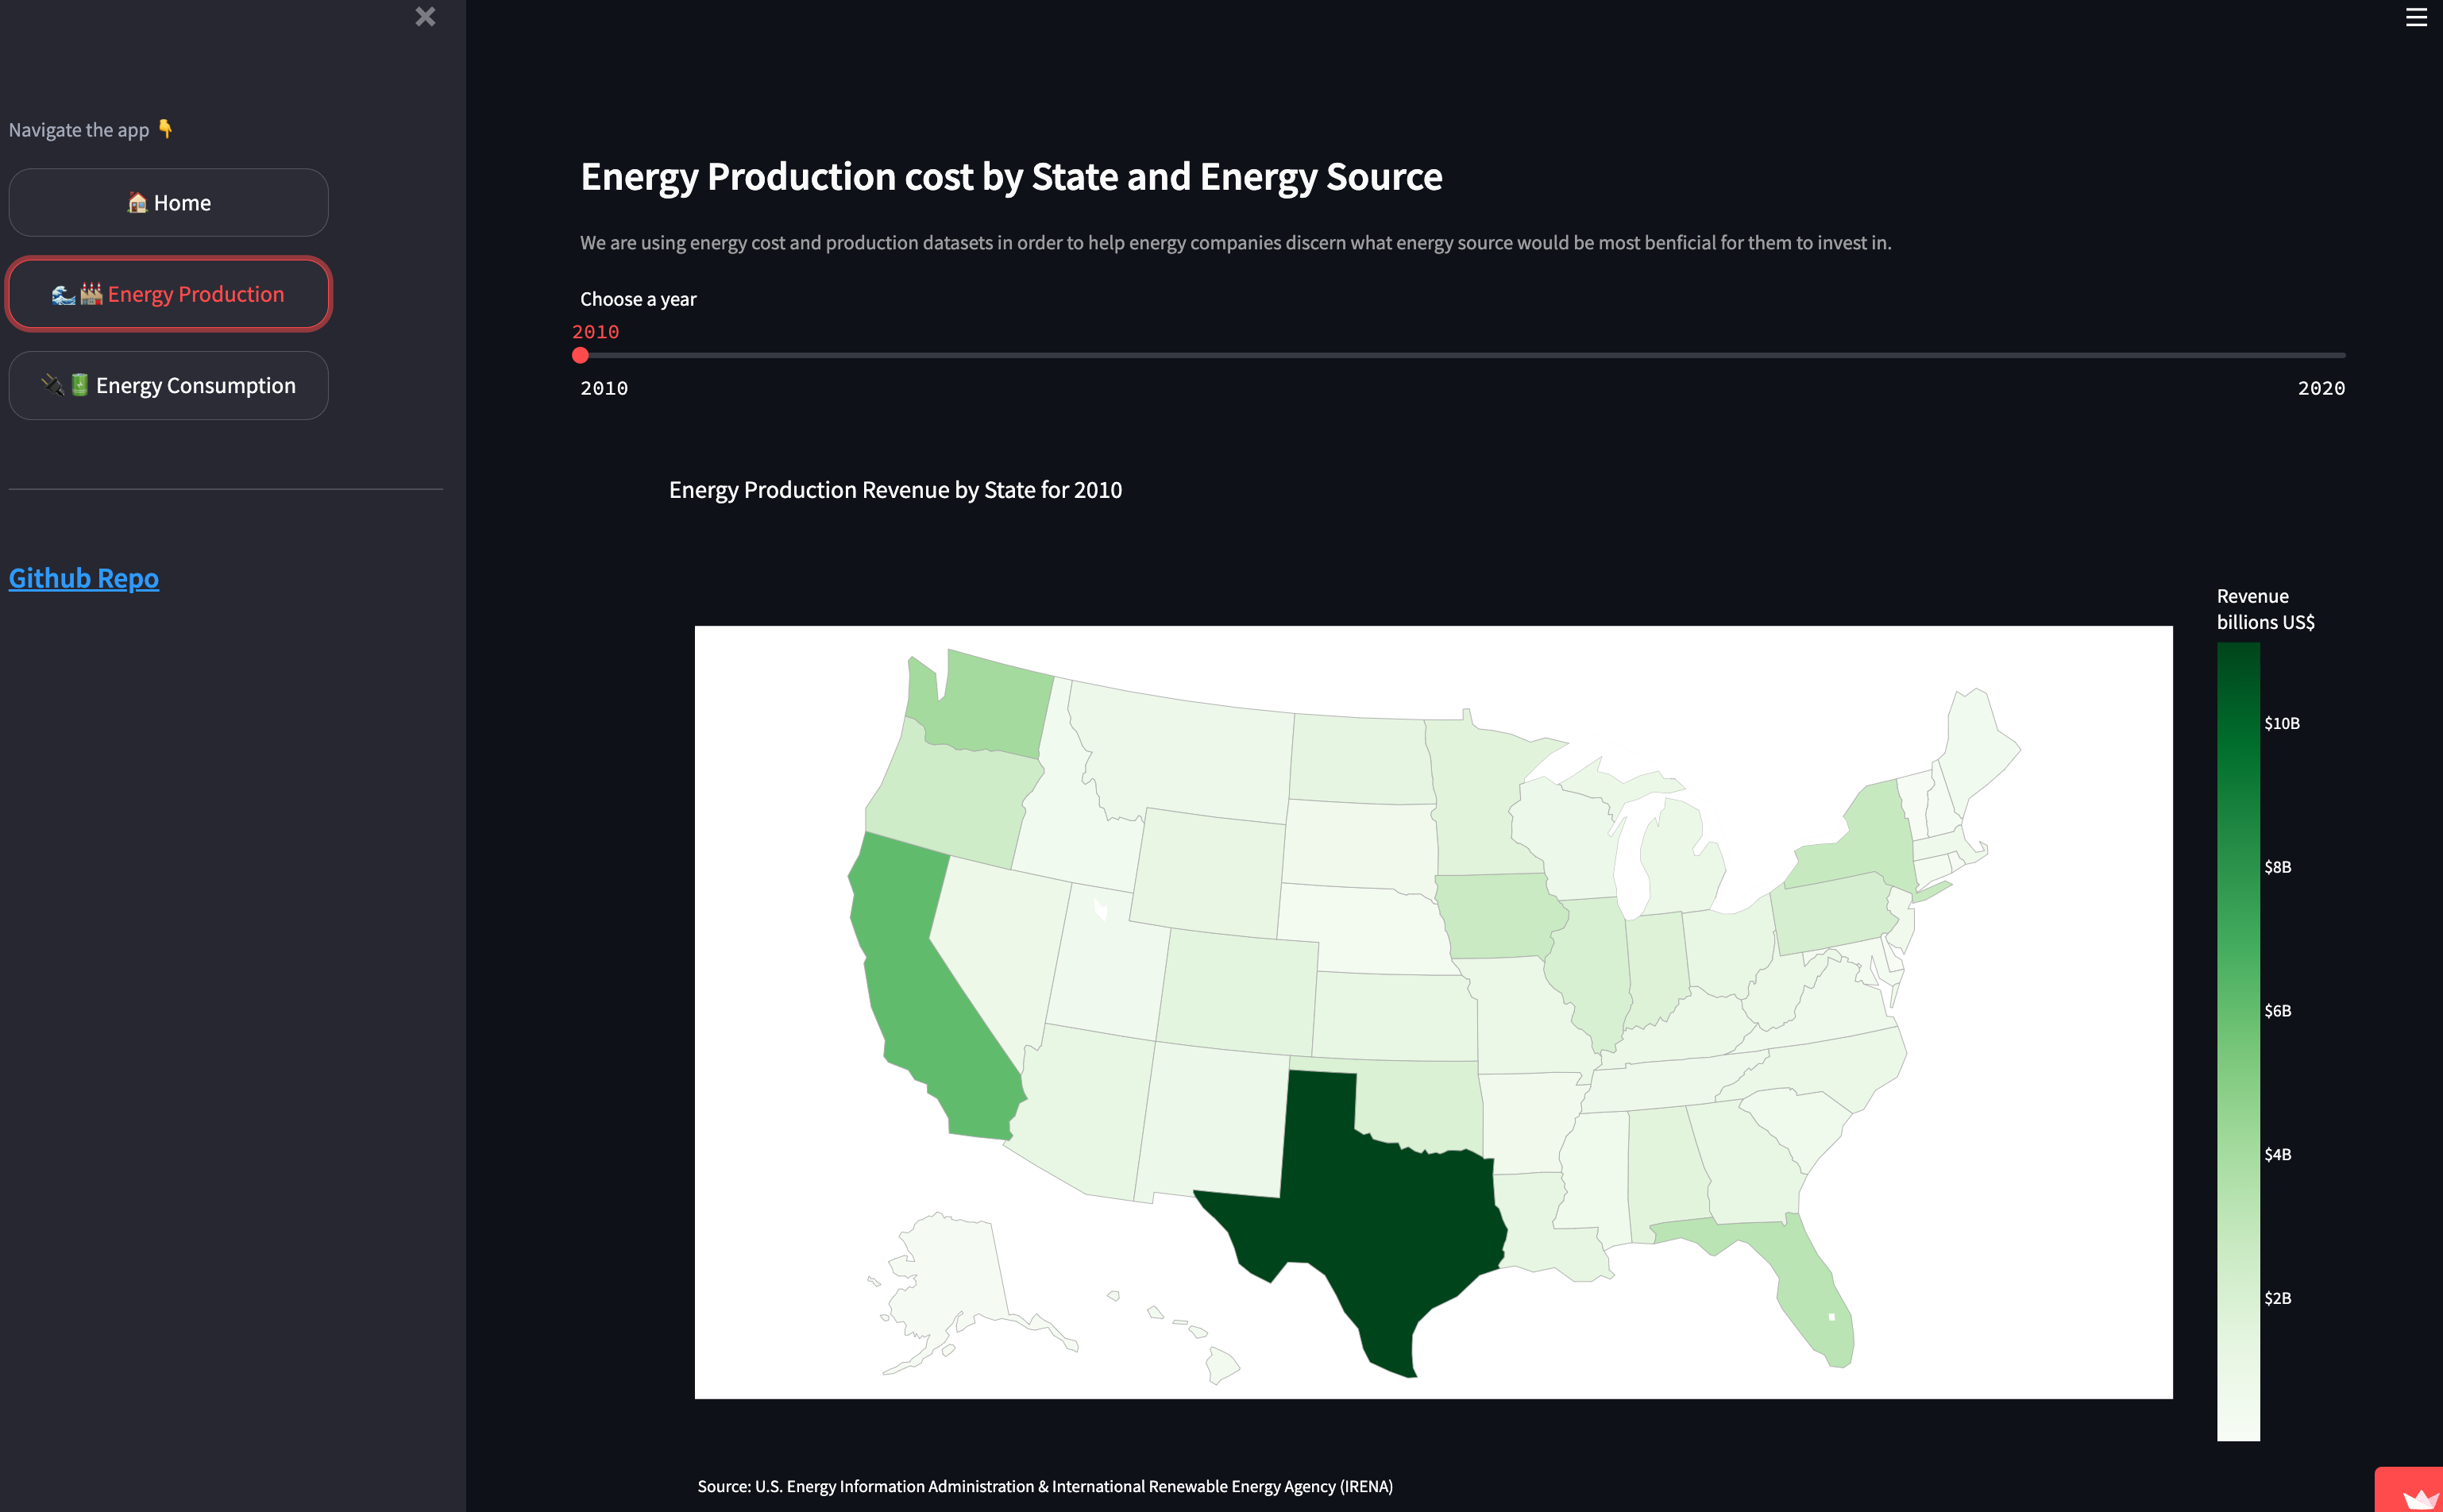 Navigate the app 👇
🏠 Home
🌊🏭 Energy Production
🔌🔋 Energy Consumption
Github Repo
Energy Production cost by State and Energy Source
We are using energy cost and production datasets in order to help energy companies discern what energy source would be most benficial for them to invest in.
Choose a year
2010
2010
2020
Energy Production Revenue by State for 2010
Revenue
billions US$
$10B
$8B
$6B
$4B
$2B
Source: U.S. Energy Information Administration & International Renewable Energy Agency (IRENA)